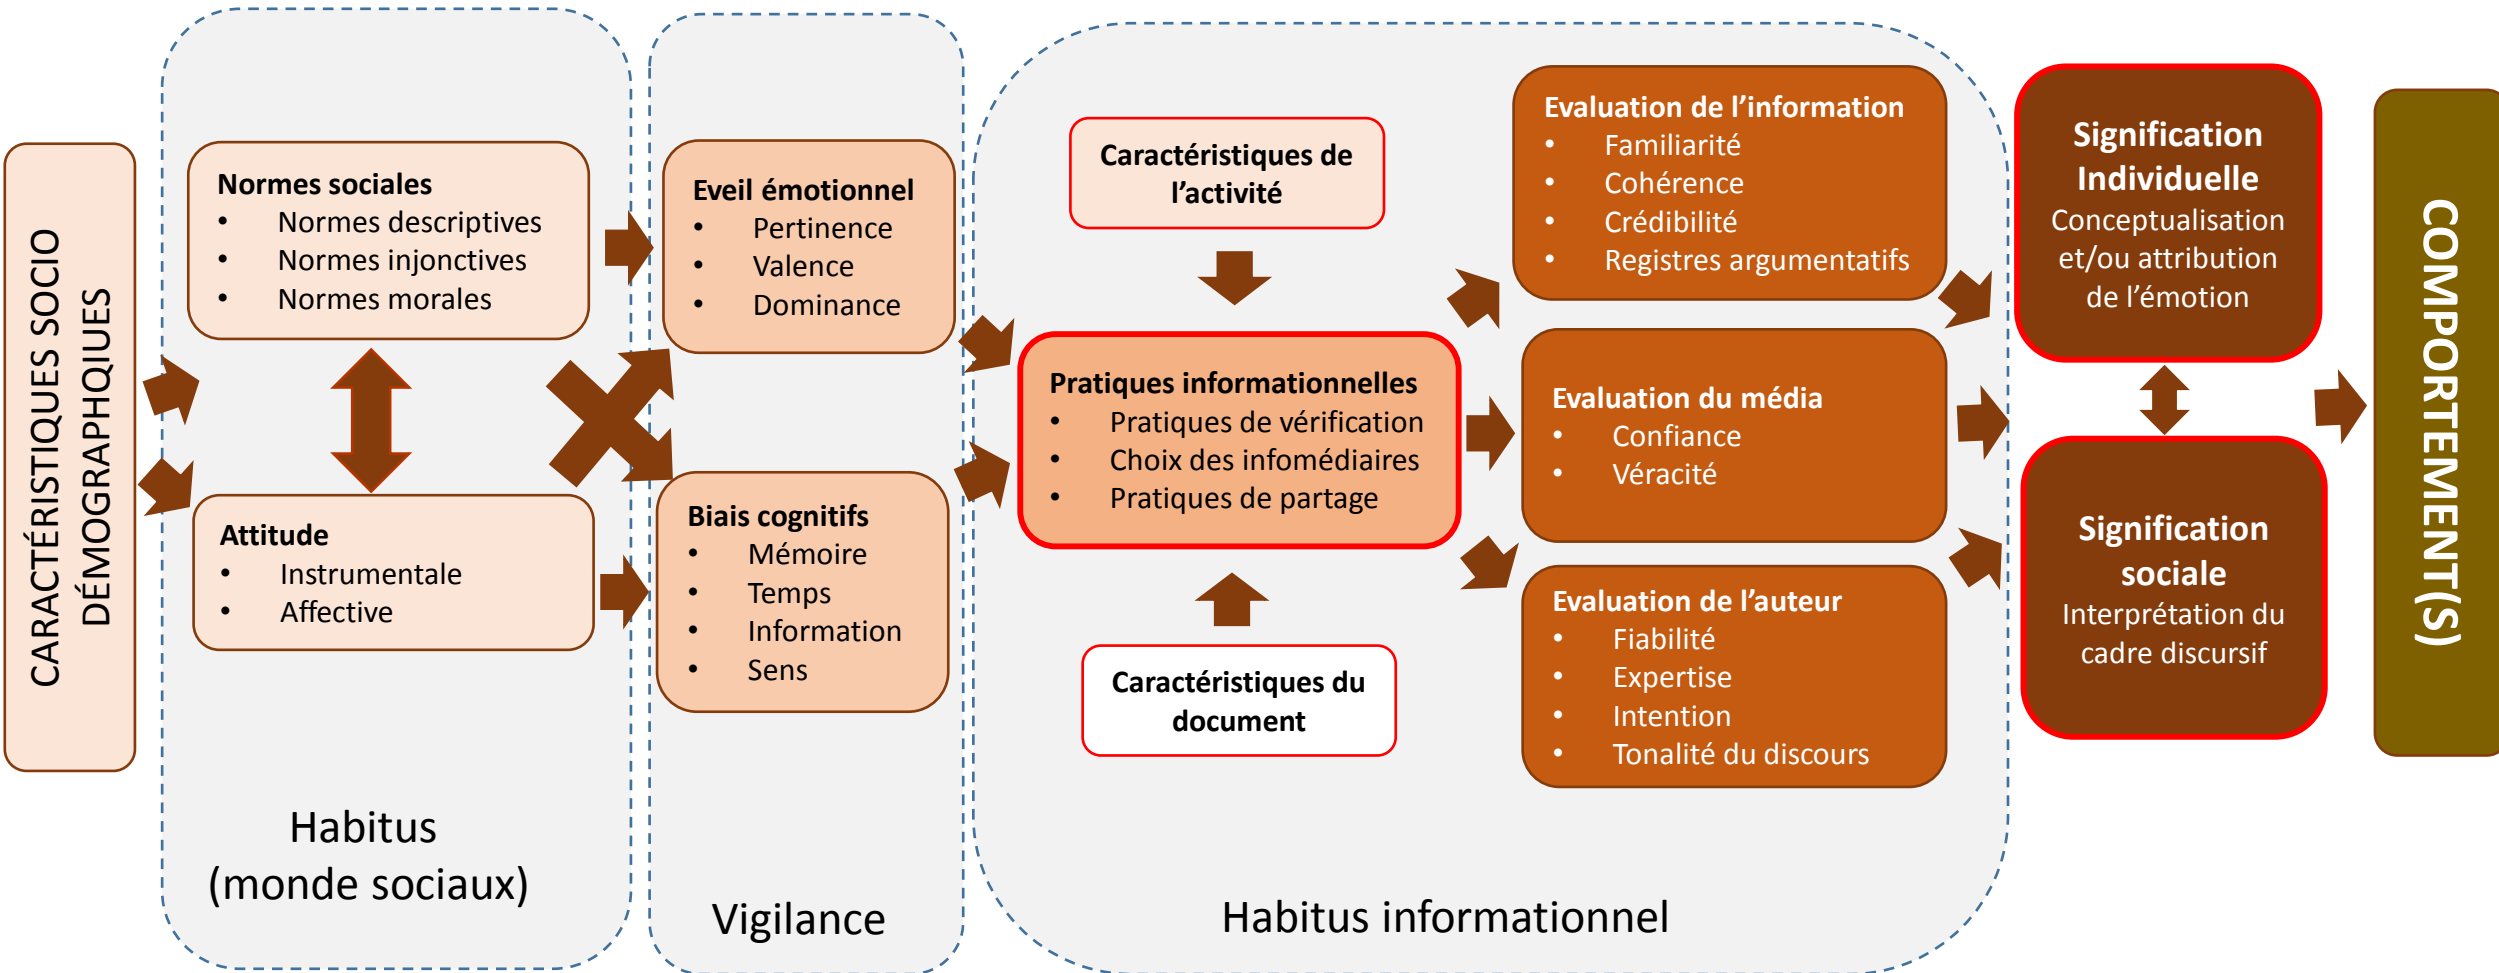 CARACTÉRISTIQUES SOCIO
DÉMOGRAPHQIUES
Normes sociales
• Normes descriptives
• Normes injonctives
• Normes morales
Attitude
• Instrumentale
• Affective
Habitus
(monde sociaux)
Eveil émotionnel
• Pertinence
• Valence
• Dominance
Biais cognitifs
• Mémoire
• Temps
• Information
• Sens
Vigilance
Caractéristiques de
l’activité
Pratiques informationnelles
• Pratiques de vérification
• Choix des infomédiaires
• Pratiques de partage
Caractéristiques du
document
Evaluation de l’information
• Familiarité
• Cohérence
• Crédibilité
• Registres argumentatifs
Evaluation du média
• Confiance
• Véracité
Evaluation de l’auteur
• Fiabilité
• Expertise
• Intention
• Tonalité du discours
Habitus informationnel
Signification
Individuelle
Conceptualisation
et/ou attribution
de l’émotion
Signification
sociale
Interprétation du
cadre discursif
COMPORTEMENT(S)